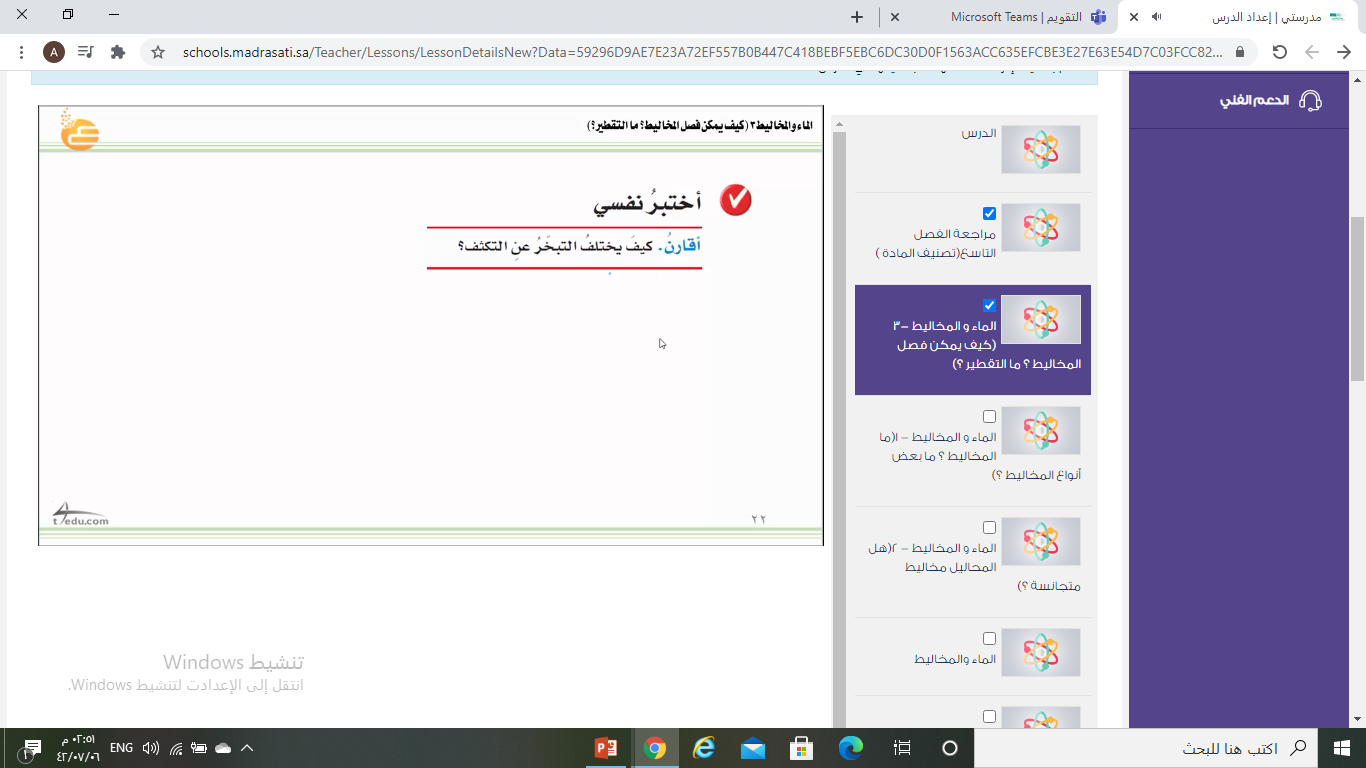 مدرستي | إعداد الدرس
التقويم | Microsoft Teams
schools.madrasati.sa/Teacher/Lessons/LessonDetailsNew?Data=59296D9AE7E23A72EF557B0B447C418BEBF5EBC6DC30D0F1563ACC635EFCBE3E27E63E54D7C03FCC82...
A
الدعم الفني
الماء والمخاليط٣ (كيف يمكن فصل المخاليط؟ ما التقطير؟)
أختبرُ نفسي
أقارنُ. كيفَ يختلفُ التبخّرُ عنِ التكثف؟
t4edu.com
٢٢
الدرس
مراجعة الفصل
التاسع(تصنيف المادة )
الماء و المخاليط -٣
(كيف يمكن فصل
المخاليط ؟ ما التقطير ؟)
الماء و المخاليط - ١(ما
المخاليط ؟ ما بعض
أنواع المخاليط ؟)
الماء و المخاليط - ٢(هل
المحاليل مخاليط
متجانسة ؟)
الماء والمخاليط
تنشيط Windows
انتقل إلى الإعدادت لتنشيط Windows.
اكتب هنا للبحث
ENG
٠٢:٥١ م
٤٢/٠٧/٠٦
١